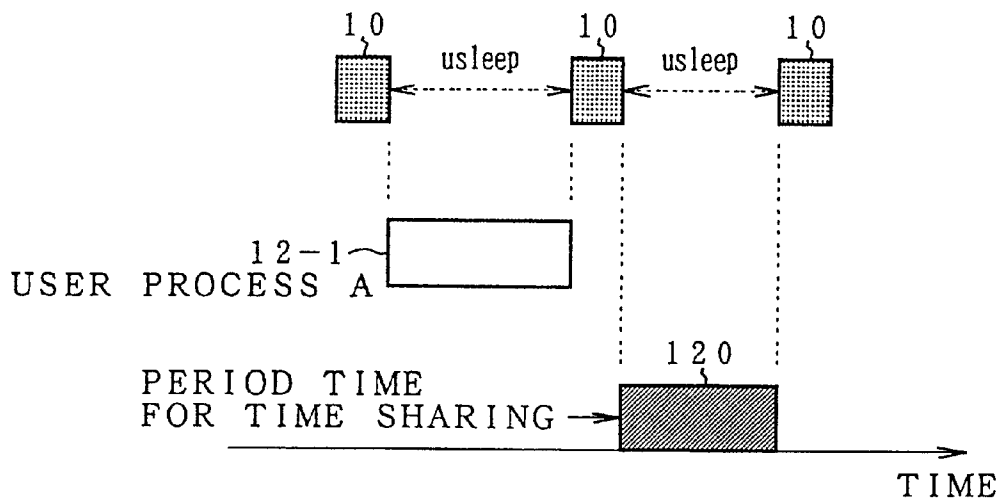 10 10 10
usleep usleep
12-1
USER PROCESS A
120
PERIOD TIME
FOR TIME SHARING
TIME